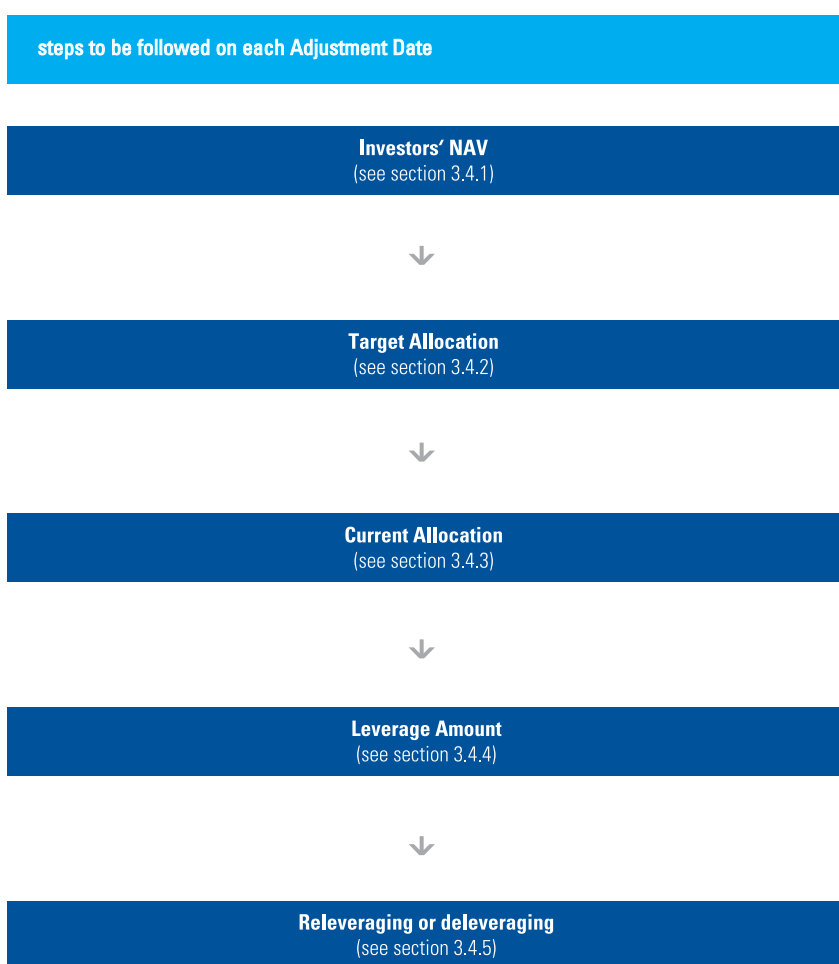 steps to be followed on each Adjustment Date
Investors' NAV
(see section 3.4.1)
Target Allocation
(see section 3.4.2)
Current Allocation
(see section 3.4.3)
Leverage Amount
(see section 3.4.4)
Releveraging or deleveraging
(see section 3.4.5)